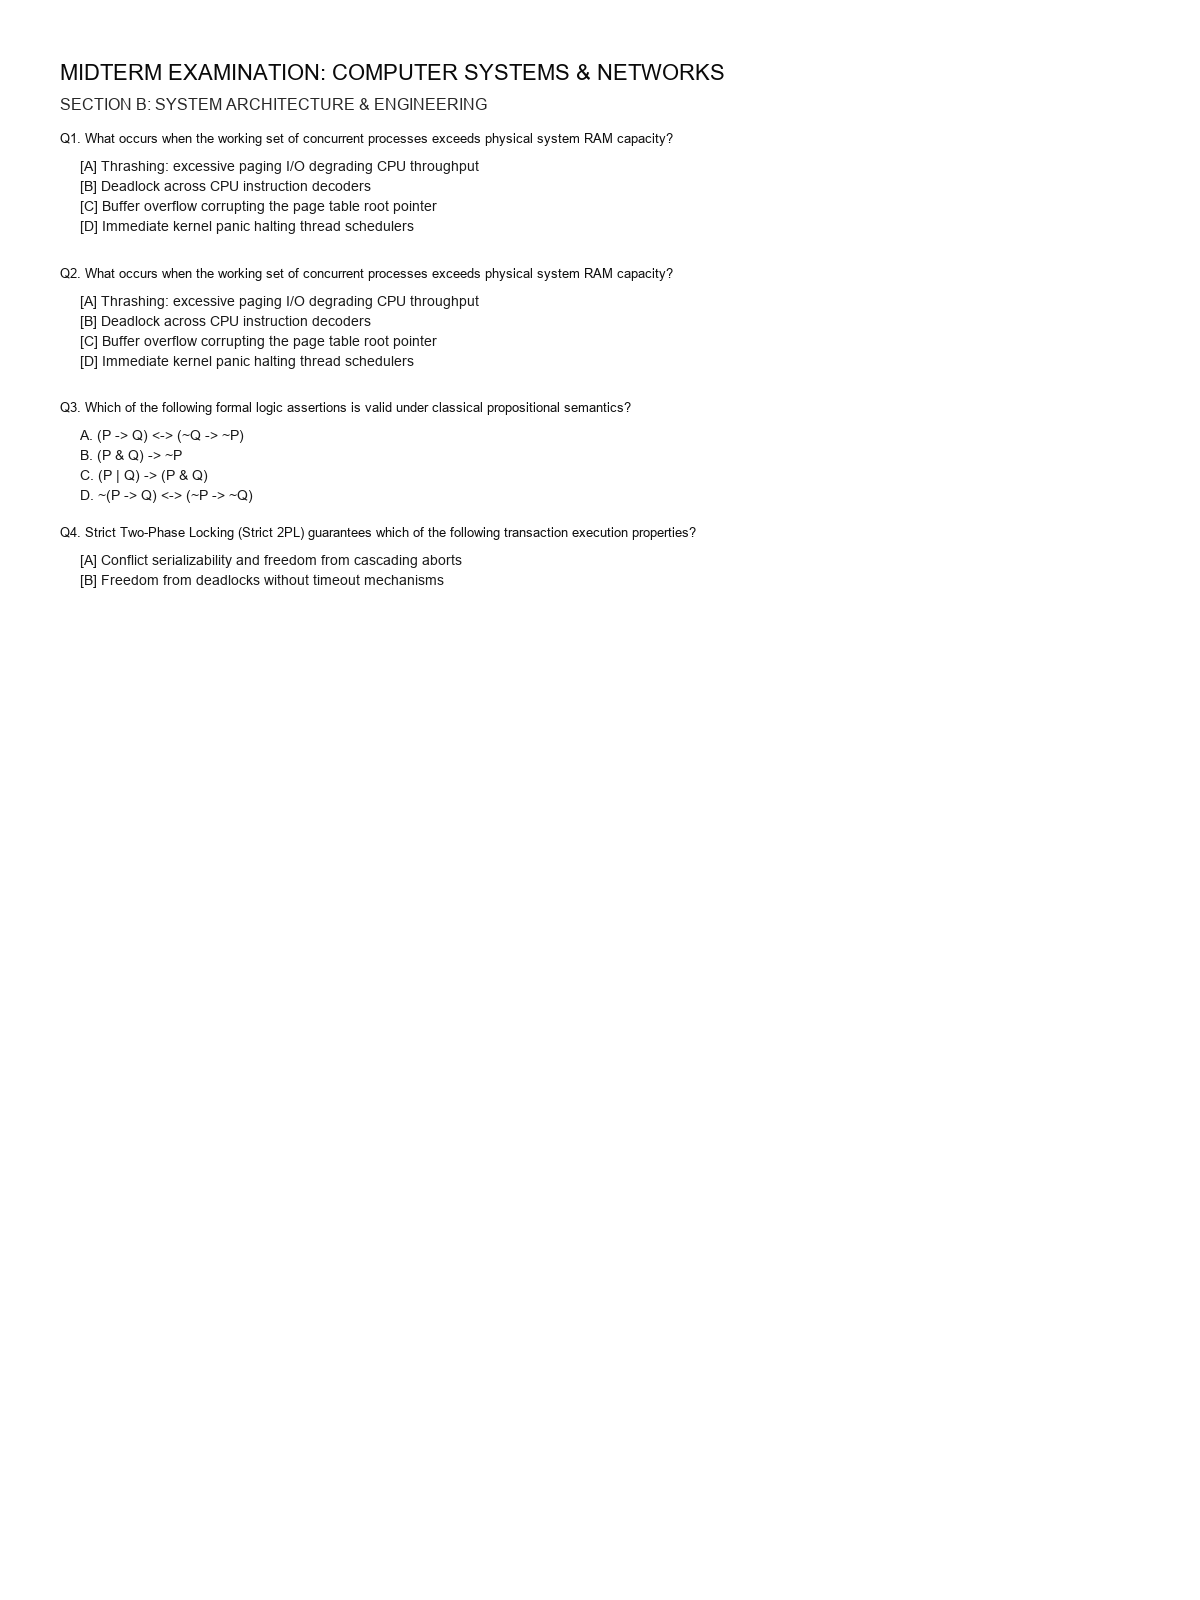 MIDTERM EXAMINATION: COMPUTER SYSTEMS & NETWORKS
SECTION B: SYSTEM ARCHITECTURE & ENGINEERING
Q1. What occurs when the working set of concurrent processes exceeds physical system RAM capacity?
[A] Thrashing: excessive paging I/O degrading CPU throughput
[B] Deadlock across CPU instruction decoders
[C] Buffer overflow corrupting the page table root pointer
[D] Immediate kernel panic halting thread schedulers
Q2. What occurs when the working set of concurrent processes exceeds physical system RAM capacity?
[A] Thrashing: excessive paging I/O degrading CPU throughput
[B] Deadlock across CPU instruction decoders
[C] Buffer overflow corrupting the page table root pointer
[D] Immediate kernel panic halting thread schedulers
Q3. Which of the following formal logic assertions is valid under classical propositional semantics?
A. (P -> Q) <-> (~Q -> ~P)
B. (P & Q) -> ~P
C. (P | Q) -> (P & Q)
D. ~(P -> Q) <-> (~P -> ~Q)
Q4. Strict Two-Phase Locking (Strict 2PL) guarantees which of the following transaction execution properties?
[A] Conflict serializability and freedom from cascading aborts
[B] Freedom from deadlocks without timeout mechanisms